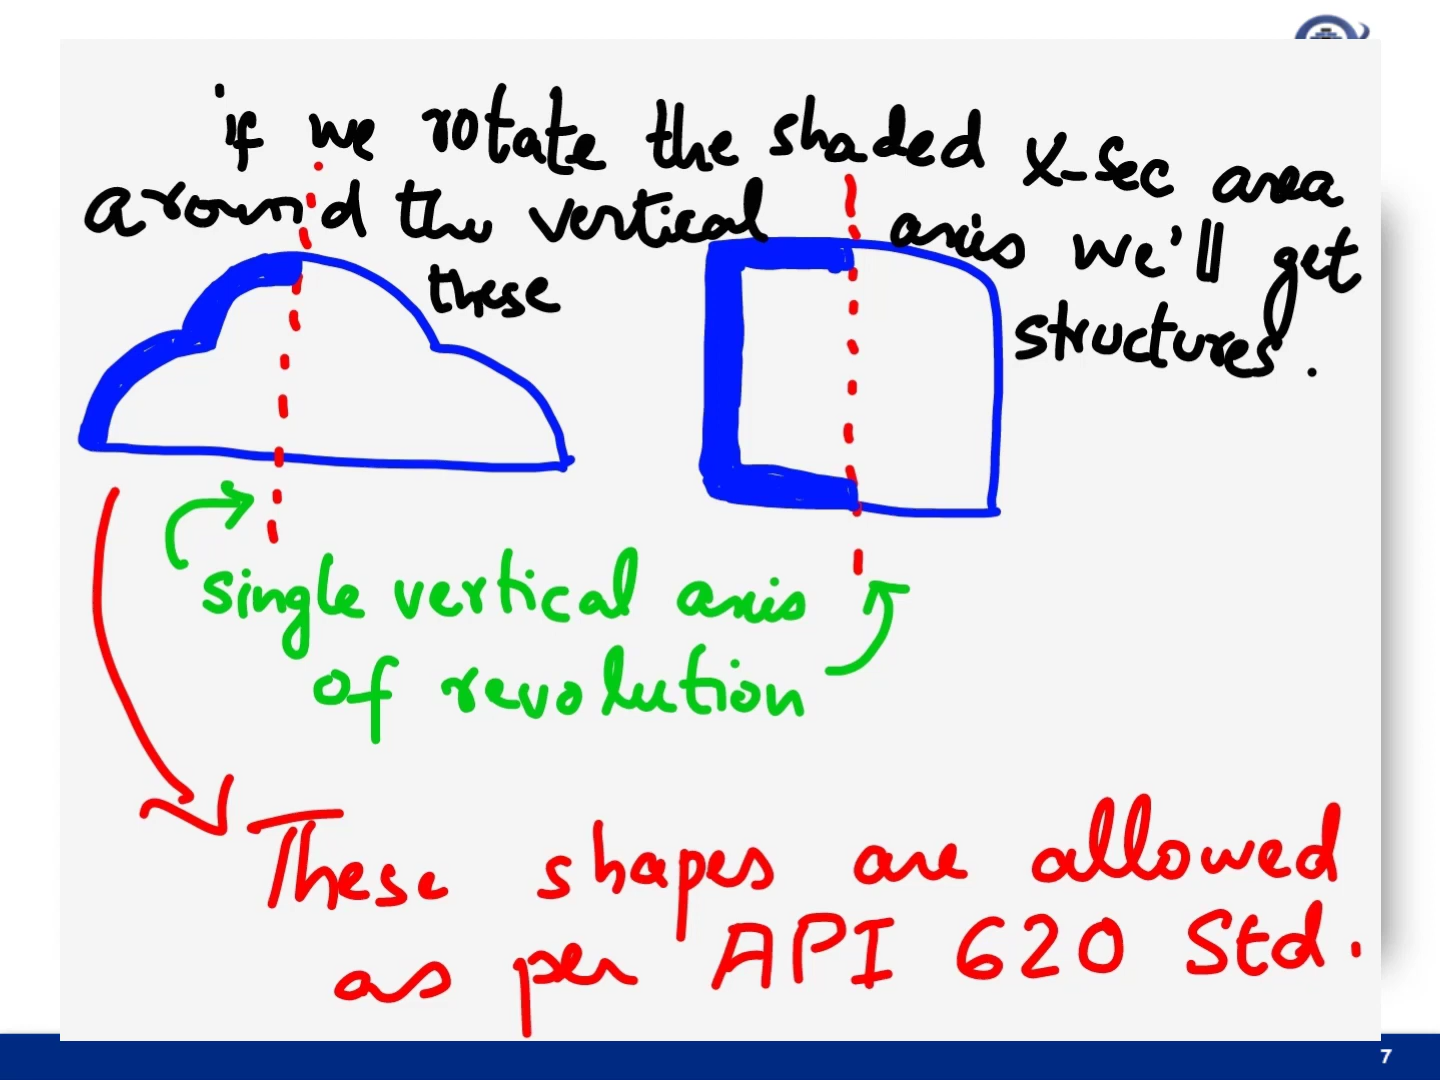 if we rotate the shaded X-Sec area
around the vertical axis we'll get
these structures.
single vertical axis
of revolution
These shapes are allowed
as per API 620 Std.
7